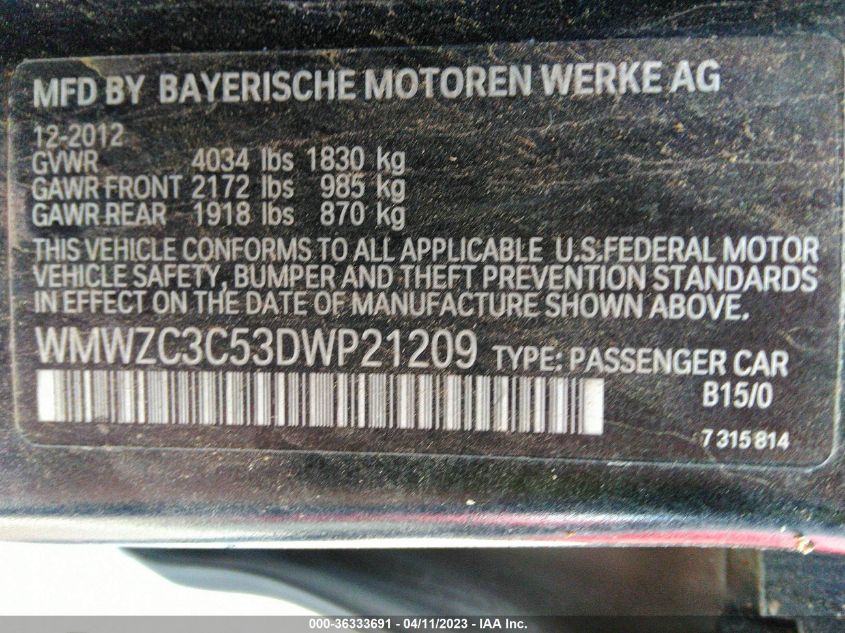 MFD BY BAYERISCHE MOTOREN WERKE AG
12-2012
GVWR 4034 lbs 1830 kg
GAWR FRONT 2172 lbs 985 kg
GAWR REAR 1918 lbs 870 kg
THIS VEHICLE CONFORMS TO ALL APPLICABLE U.S.FEDERAL MOTOR
VEHICLE SAFETY, BUMPER AND THEFT PREVENTION STANDARDS
IN EFFECT ON THE DATE OF MANUFACTURE SHOWN ABOVE.
WMWZC3C53DWP21209 TYPE: PASSENGER CAR
B15/0
7 315 814
000-36333691 - 04/11/2023 - IAA Inc.